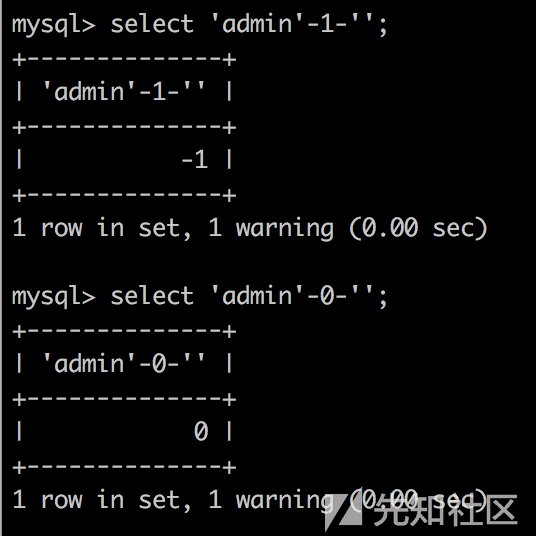 mysql> select 'admin'-1-'';
+--------------+
| 'admin'-1-'' |
+--------------+
|           -1 |
+--------------+
1 row in set, 1 warning (0.00 sec)
mysql> select 'admin'-0-'';
+--------------+
| 'admin'-0-'' |
+--------------+
|            0 |
+--------------+
1 row in set, 1 warning (0.00 sec)
先知社区